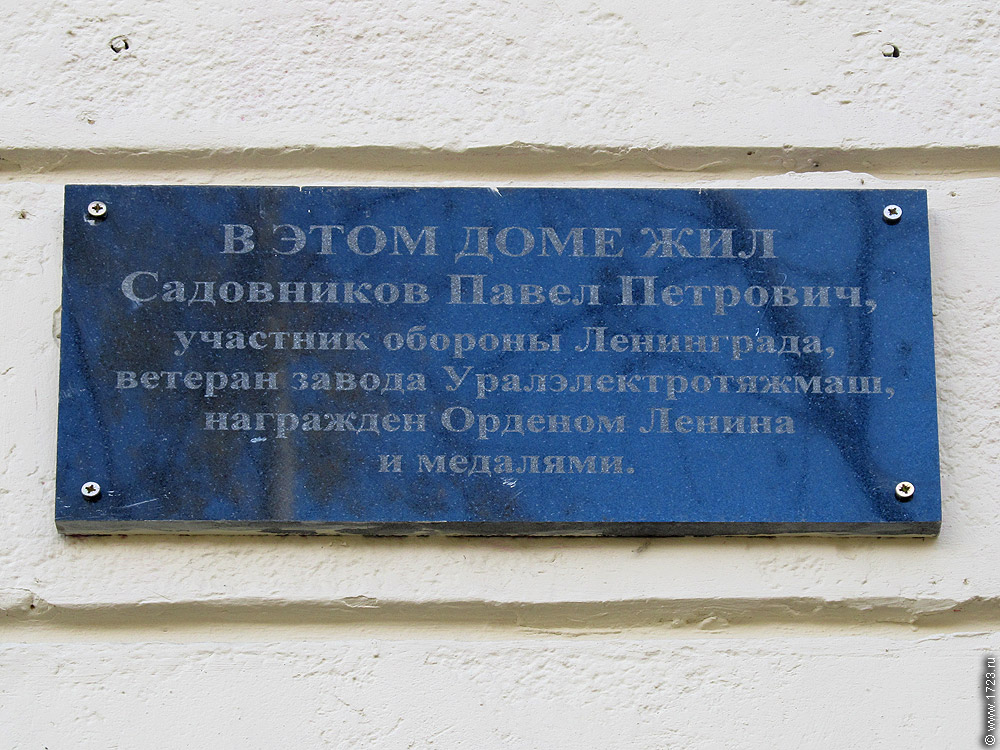 В ЭТОМ ДОМЕ ЖИЛ
Садовников Павел Петрович,
участник обороны Ленинграда,
ветеран завода Уралэлектротяжмаш,
награжден Орденом Ленина
и медалями.
© www.1723.ru